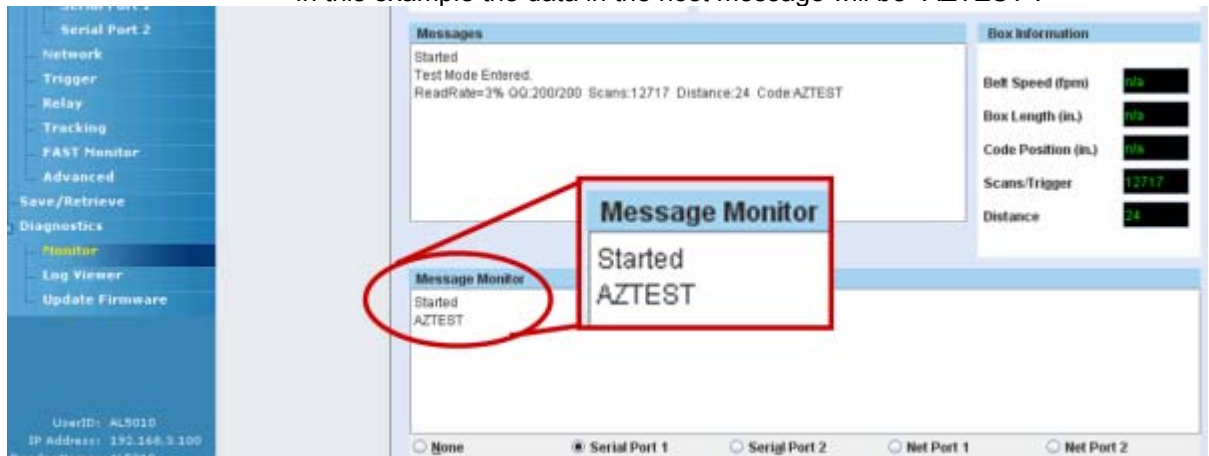 In this example the data in the host message will be "AZTEST".
Serial Port 1
Serial Port 2
Network
Trigger
Relay
Tracking
FAST Monitor
Advanced
Save/Retrieve
Diagnostics
Monitor
Log Viewer
Update Firmware
UserID: AL5010
IP Address: 192.168.3.100
Messages
Started
Test Mode Entered.
ReadRate=3% QQ:200/200 Scans:12717 Distance:24 Code:AZTEST
Box Information
Belt Speed (fpm) n/a
Box Length (in.) n/a
Code Position (in.) n/a
Scans/Trigger 12717
Distance 24
Message Monitor
Started
AZTEST
Message Monitor
Started
AZTEST
None Serial Port 1 Serial Port 2 Net Port 1 Net Port 2